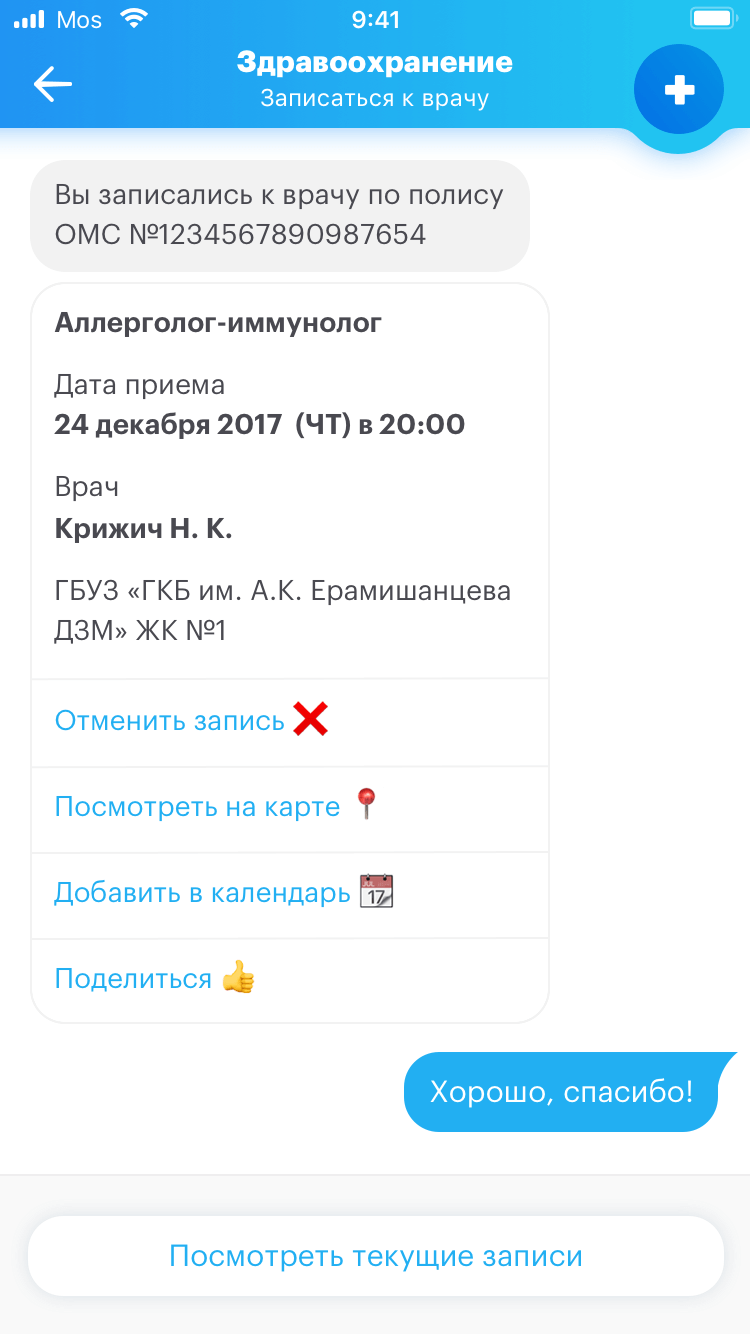 Mos 9:41
Здравоохранение
Записаться к врачу
Вы записались к врачу по полису
ОМС №1234567890987654
Аллерголог-иммунолог
Дата приема
24 декабря 2017 (ЧТ) в 20:00
Врач
Крижич Н. К.
ГБУЗ «ГКБ им. А.К. Ерамишанцева
ДЗМ» ЖК №1
Отменить запись ❌
Посмотреть на карте 📍
Добавить в календарь 📆
Поделиться 👍
Хорошо, спасибо!
Посмотреть текущие записи